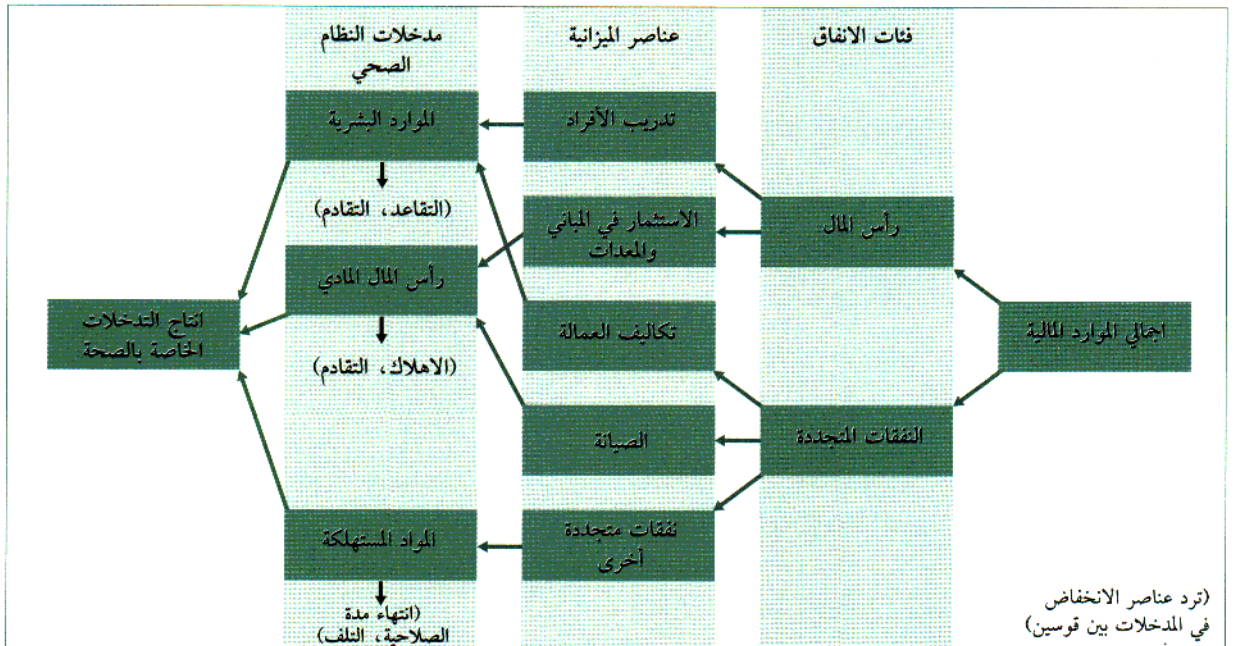 فئات الانفاق
عناصر الميزانية
مدخلات النظام
الصحي
تدريب الأفراد
الموارد البشرية
(التقاعد، التقادم)
رأس المال
الاستثمار في المباني
والمعدات
رأس المال المادي
اجمالي الموارد المالية
تكاليف العمالة
انتاج التدخلات
الخاصة بالصحة
(الاهلاك، التقادم)
النفقات المتجددة
الصيانة
نفقات متجددة
أخرى
المواد المستهلكة
(انتهاء مدة
الصلاحية، التلف)
(ترد عناصر الانخفاض
في المدخلات بين قوسين)